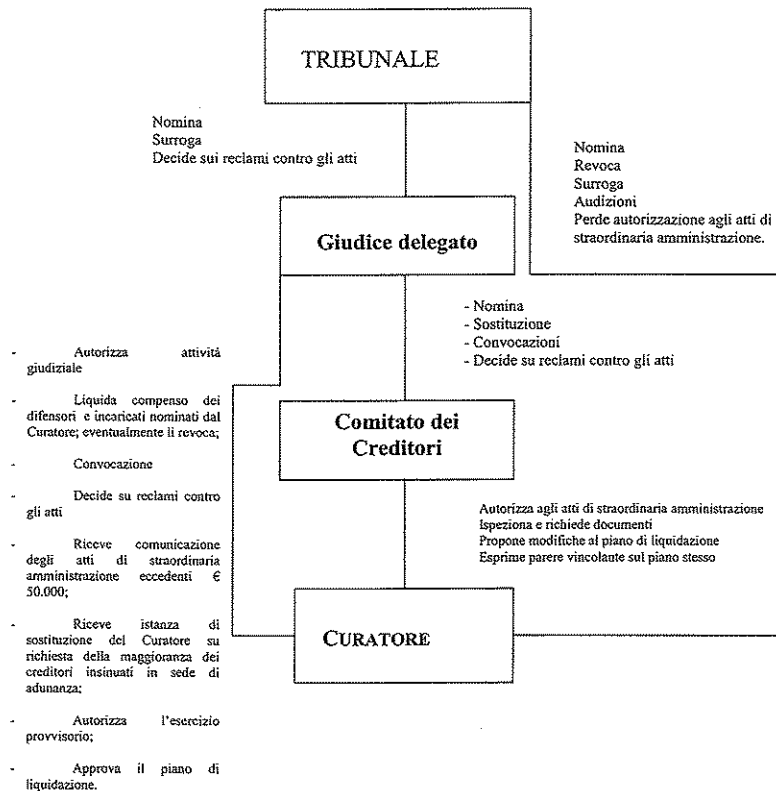 TRIBUNALE
Nomina
Surroga
Decide sui reclami contro gli atti
Nomina
Revoca
Surroga
Audizioni
Perde autorizzazione agli atti di
straordinaria amministrazione.
Giudice delegato
- Nomina
- Sostituzione
- Convocazioni
- Decide su reclami contro gli atti
- Autorizza attività
giudiziale
- Liquida compenso dei
difensori e incaricati nominati dal
Curatore; eventualmente li revoca;
- Convocazione
- Decide su reclami contro
gli atti
- Riceve comunicazione
degli atti di straordinaria
amministrazione eccedenti €
50.000;
- Riceve istanza di
sostituzione del Curatore su
richiesta della maggioranza dei
creditori insinuati in sede di
adunanza;
- Autorizza l'esercizio
provvisorio;
- Approva il piano di
liquidazione.
Comitato dei
Creditori
Autorizza agli atti di straordinaria amministrazione
Ispeziona e richiede documenti
Propone modifiche al piano di liquidazione
Esprime parere vincolante sul piano stesso
CURATORE